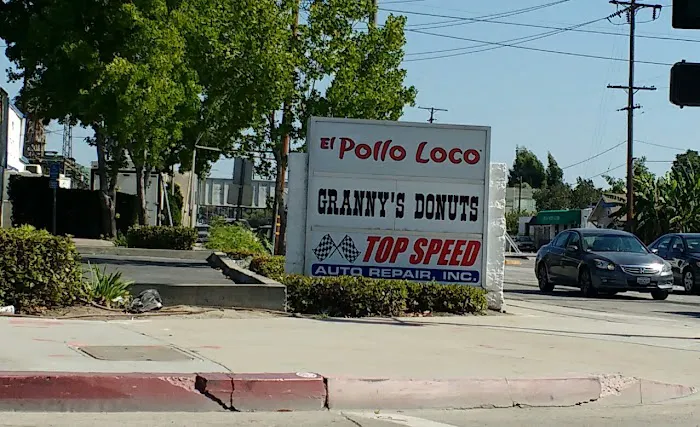 El Pollo Loco
GRANNY'S DONUTS
TOP SPEED
AUTO REPAIR, INC.